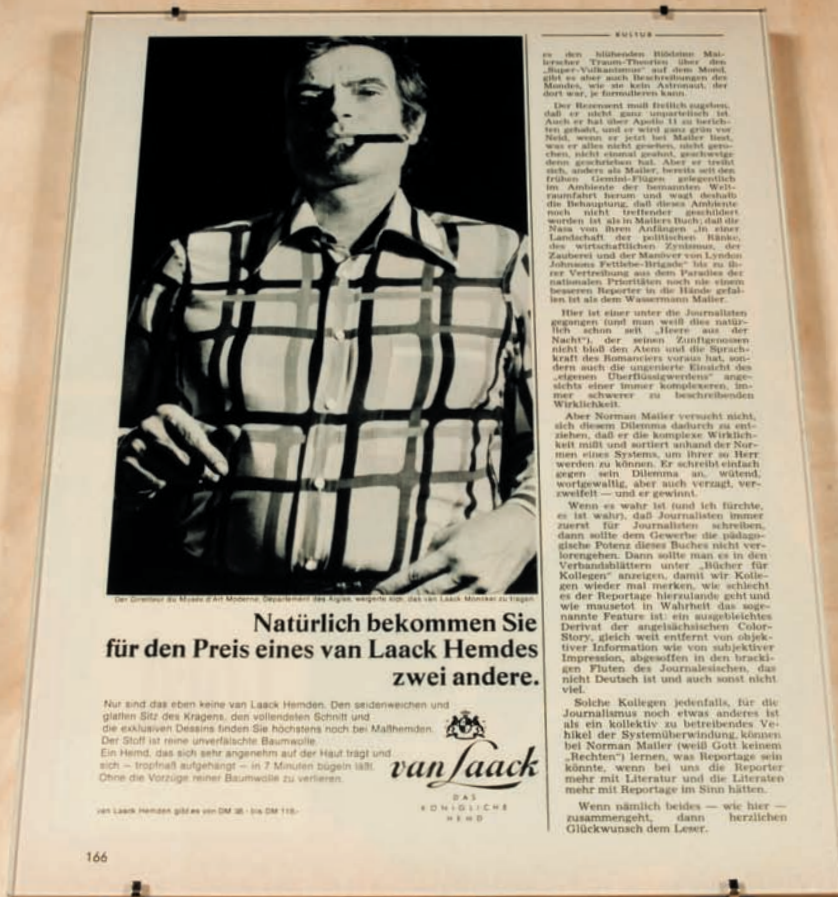 Der Directeur du Musée d'Art Moderne, Département des Aigles, weigerte sich, das van Laack Monokel zu tragen.
Natürlich bekommen Sie
für den Preis eines van Laack Hemdes
zwei andere.
Nur sind das eben keine van Laack Hemden. Den seidenweichen und
glatten Sitz des Kragens, den vollendeten Schnitt und
die exklusiven Dessins finden Sie höchstens noch bei Maßhemden.
Der Stoff ist reine unverfälschte Baumwolle.
Ein Hemd, das sich sehr angenehm auf der Haut trägt und
sich – tropfnaß aufgehängt – in 7 Minuten bügeln läßt.
Ohne die Vorzüge reiner Baumwolle zu verlieren.
van Laack
DAS
KÖNIGLICHE
HEMD
van Laack Hemden gibt es von DM 38,- bis DM 118,-
166
KULTUR
es den blühenden Blödsinn Mai-
lerscher Traum-Theorien über den
„Super-Vulkanismus" auf dem Mond,
gibt es aber auch Beschreibungen des
Mondes, wie sie kein Astronaut, der
dort war, je formulieren kann.
Der Rezensent muß freilich zugeben,
daß er nicht ganz unparteiisch ist.
Auch er hat über Apollo 11 zu berich-
ten gehabt, und er wird ganz grün vor
Neid, wenn er jetzt bei Mailer liest,
was er alles nicht gesehen, nicht gero-
chen, nicht einmal geahnt, geschweige
denn geschrieben hat. Aber er treibt
sich, anders als Mailer, bereits seit den
frühen Gemini-Flügen gelegentlich
im Ambiente der bemannten Welt-
raumfahrt herum und wagt deshalb
die Behauptung, daß dieses Ambiente
noch nicht treffender geschildert
worden ist als in Mailers Buch; daß die
Nasa von ihren Anfängen „in einer
Landschaft der politischen Ränke,
des wirtschaftlichen Zynismus, der
Zauberei und der Manöver von Lyndon
Johnsons Fettlebe-Brigade" bis zu ih-
rer Vertreibung aus dem Paradies der
nationalen Prioritäten noch nie einem
besseren Reporter in die Hände gefal-
len ist als dem Wassermann Mailer.
Hier ist einer unter die Journalisten
gegangen (und man weiß dies natür-
lich schon seit „Heere aus der
Nacht"), der seinen Zunftgenossen
nicht bloß den Atem und die Sprach-
kraft des Romanciers voraus hat, son-
dern auch die ungenierte Einsicht des
„eigenen Überflüssigwerdens" ange-
sichts einer immer komplexeren, im-
mer schwerer zu beschreibenden
Wirklichkeit.
Aber Norman Mailer versucht nicht,
sich diesem Dilemma dadurch zu ent-
ziehen, daß er die komplexe Wirklich-
keit mißt und sortiert anhand der Nor-
men eines Systems, um ihrer so Herr
werden zu können. Er schreibt einfach
gegen sein Dilemma an, wütend,
wortgewaltig, aber auch verzagt, ver-
zweifelt — und er gewinnt.
Wenn es wahr ist (und ich fürchte,
es ist wahr), daß Journalisten immer
zuerst für Journalisten schreiben,
dann sollte dem Gewerbe die pädago-
gische Potenz dieses Buches nicht ver-
lorengehen. Dann sollte man es in den
Verbandsblättern unter „Bücher für
Kollegen" anzeigen, damit wir Kolle-
gen wieder mal merken, wie schlecht
es der Reportage hierzulande geht und
wie mausetot in Wahrheit das soge-
nannte Feature ist: ein ausgebleichtes
Derivat der angelsächsischen Color-
Story, gleich weit entfernt von objek-
tiver Information wie von subjektiver
Impression, abgesoffen in den bracki-
gen Fluten des Journalesischen, das
nicht Deutsch ist und auch sonst nicht
viel.
Solche Kollegen jedenfalls, für die
Journalismus noch etwas anderes ist
als ein kollektiv zu betreibendes Ve-
hikel der Systemüberwindung, können
bei Norman Mailer (weiß Gott keinem
„Rechten") lernen, was Reportage sein
könnte, wenn bei uns die Reporter
mehr mit Literatur und die Literaten
mehr mit Reportage im Sinn hätten.
Wenn nämlich beides — wie hier —
zusammengeht, dann herzlichen
Glückwunsch dem Leser.